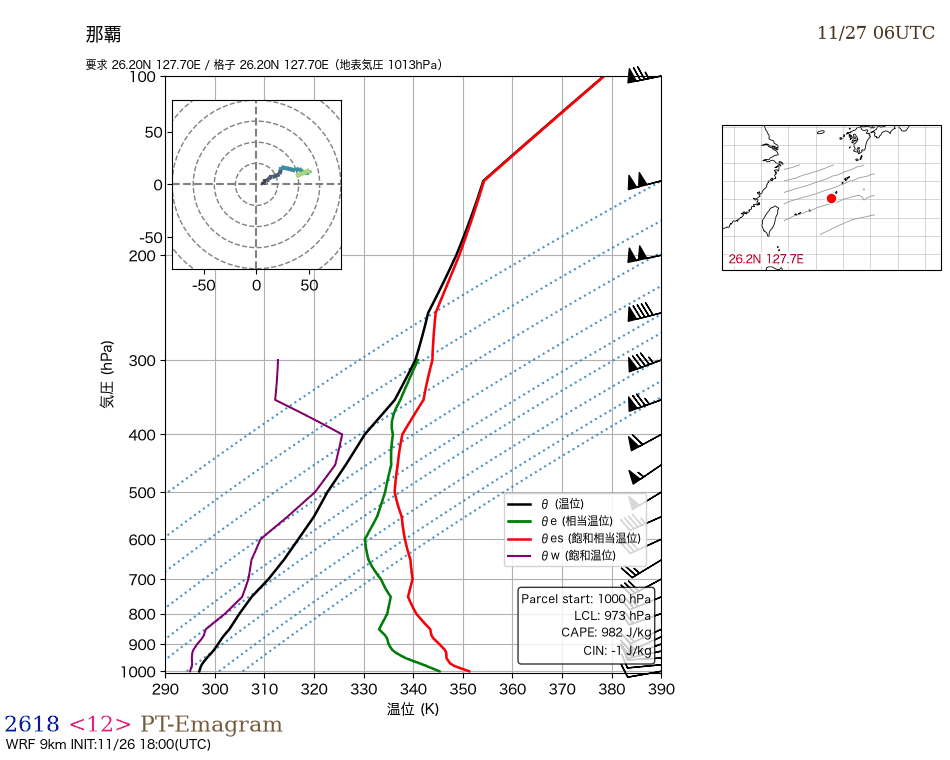 那覇
11/27 06UTC
要求 26.20N 127.70E / 格子 26.20N 127.70E（地表気圧 1013hPa）
100
200
300
400
500
600
700
800
900
1000
気圧 (hPa)
50
0
-50
-50 0 50
26.2N 127.7E
θ (温位)
θe (相当温位)
θes (飽和相当温位)
θw (飽和温位)
Parcel start: 1000 hPa
LCL: 973 hPa
CAPE: 982 J/kg
CIN: -1 J/kg
290 300 310 320 330 340 350 360 370 380 390
温位 (K)
2618 <12> PT-Emagram
WRF 9km INIT:11/26 18:00(UTC)